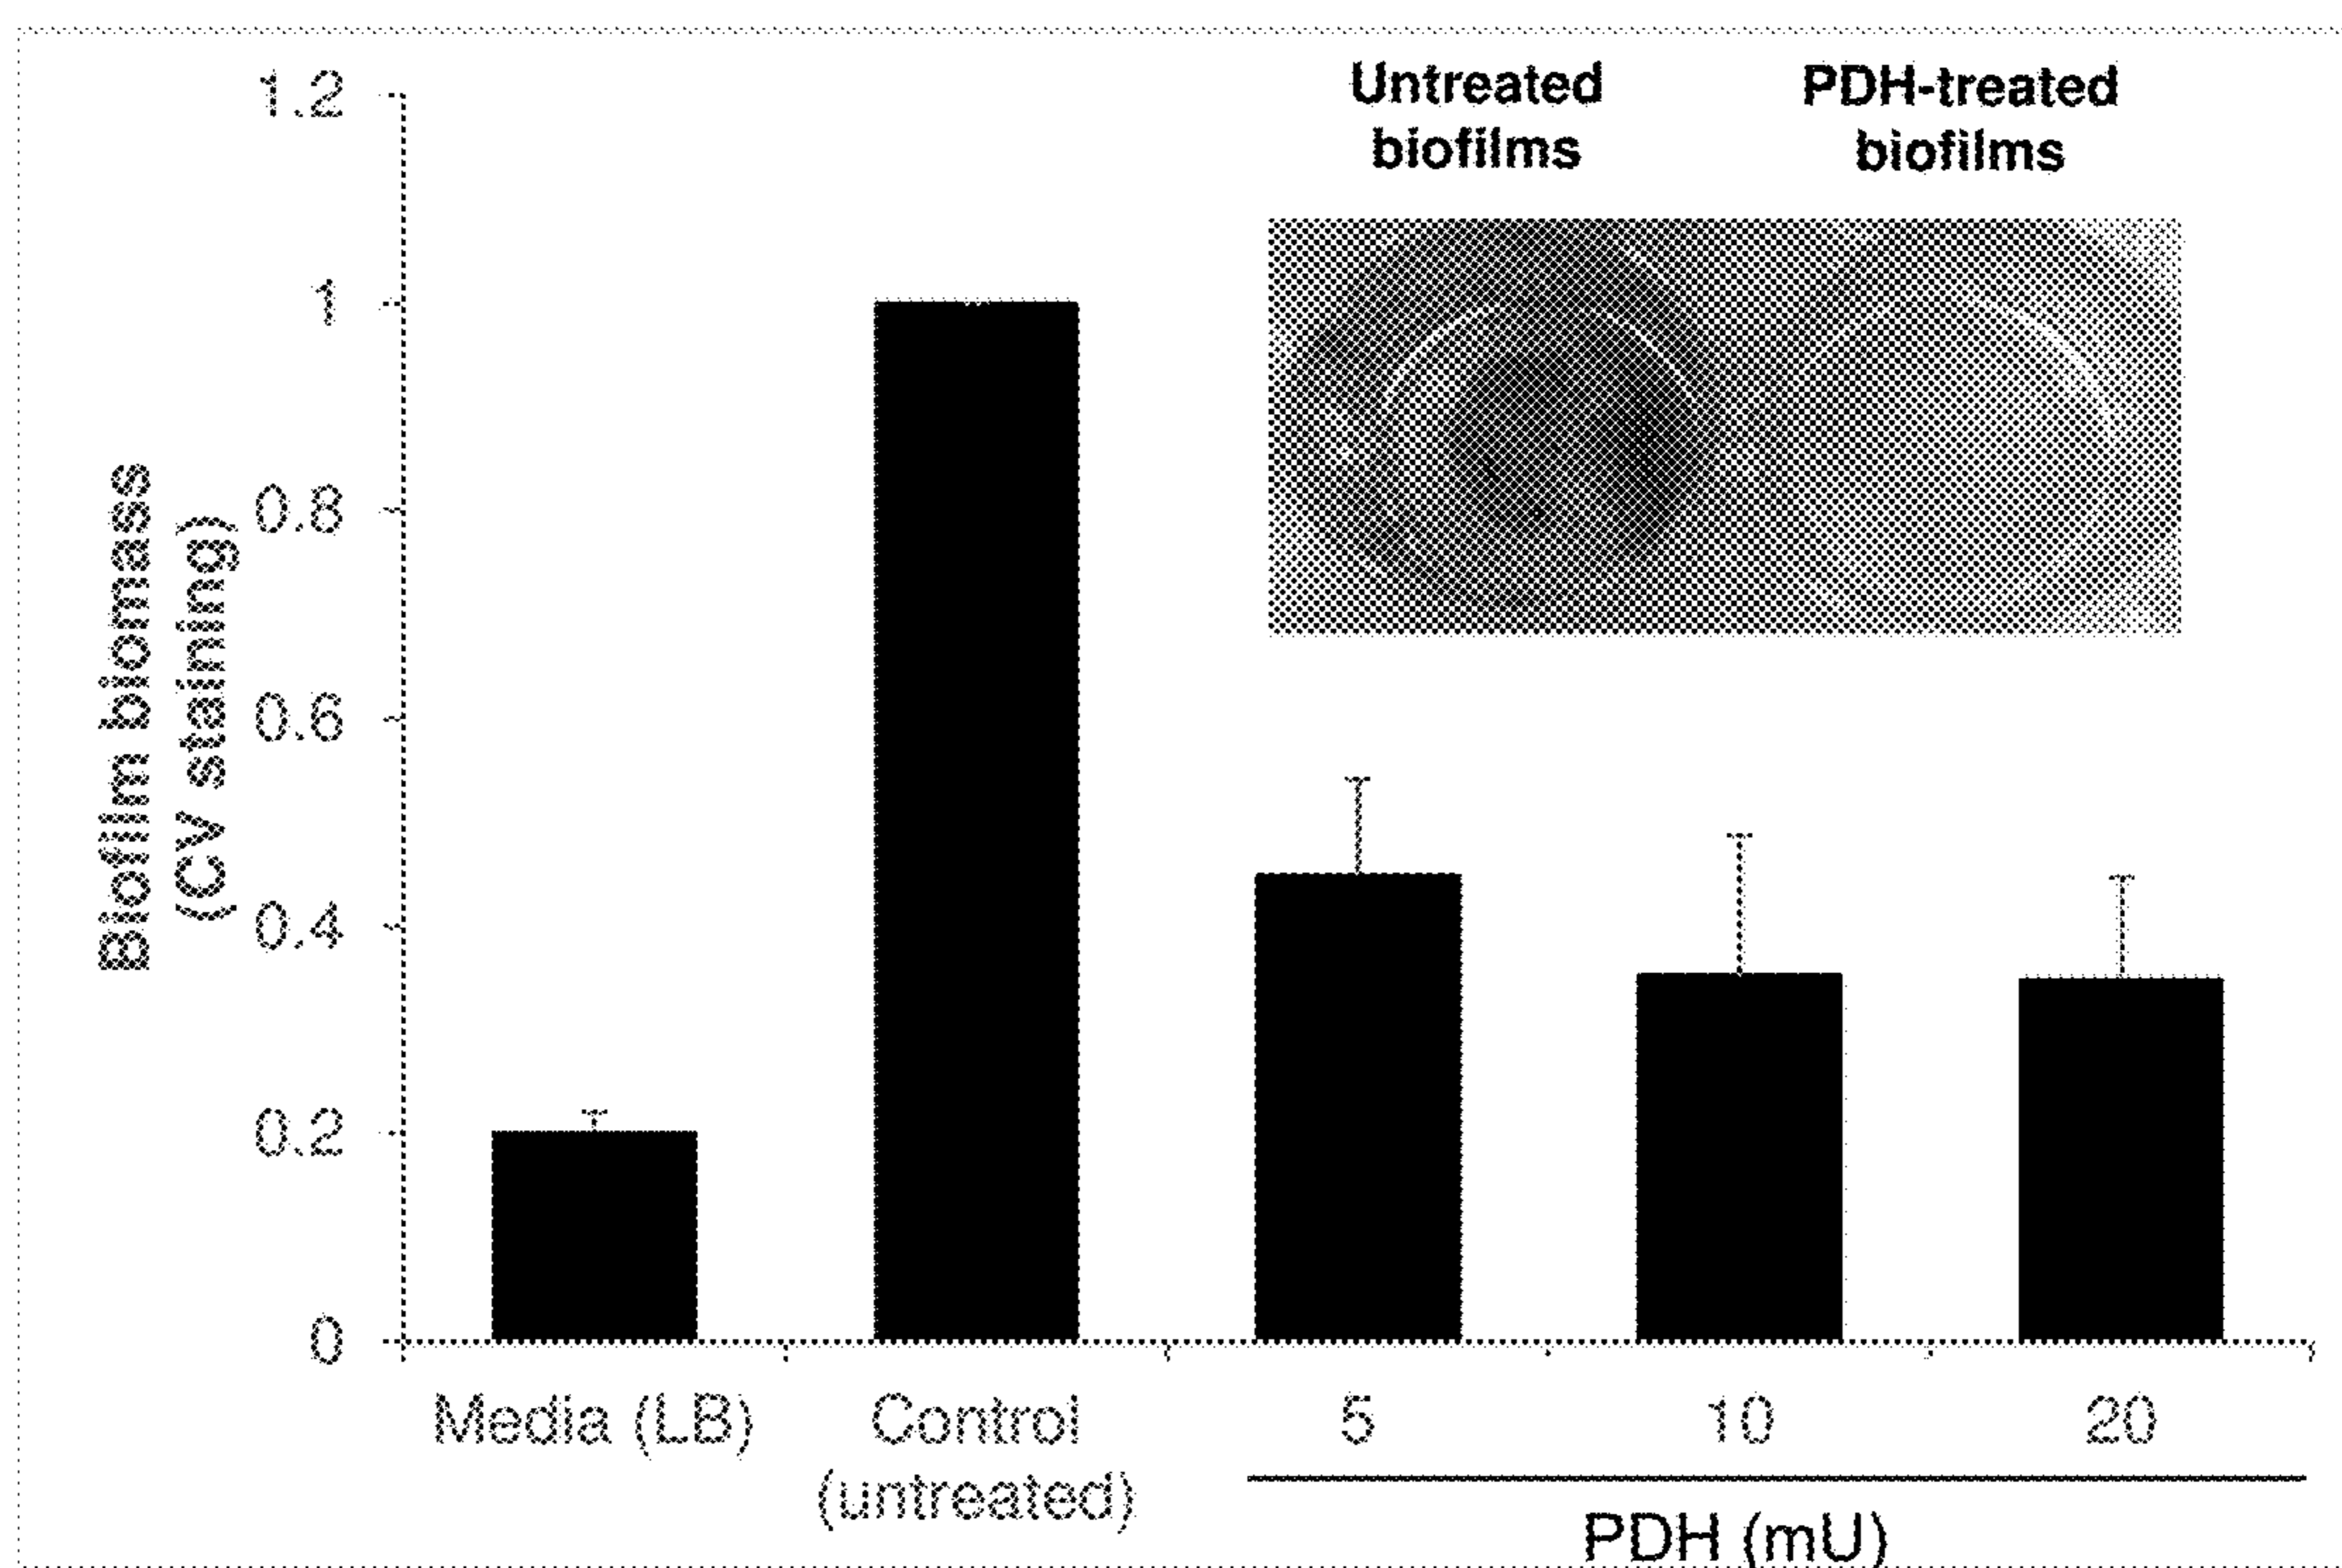 Untreated
biofilms
PDH-treated
biofilms
Biofilm biomass
(CV staining)
1.2
1
0.8
0.6
0.4
0.2
0
Media (LB)
Control
(untreated)
5
10
20
PDH (mU)